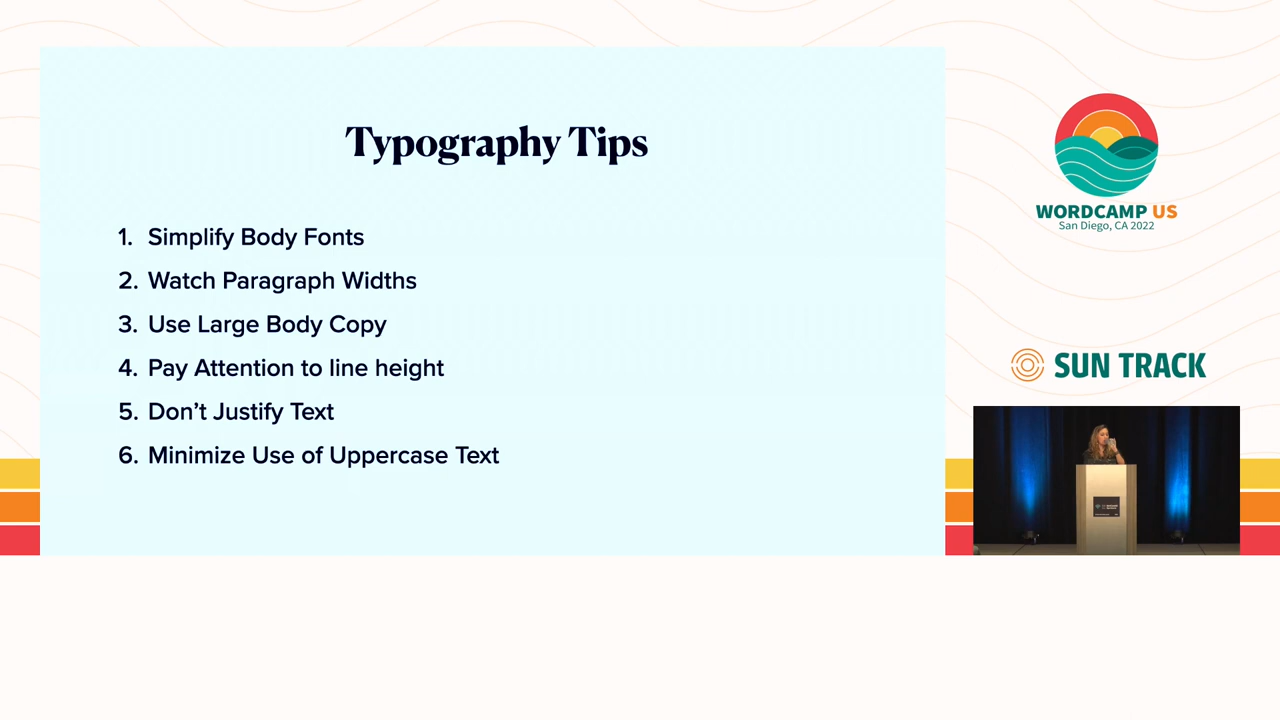 Typography Tips
1. Simplify Body Fonts
2. Watch Paragraph Widths
3. Use Large Body Copy
4. Pay Attention to line height
5. Don’t Justify Text
6. Minimize Use of Uppercase Text
WORDCAMP US
San Diego, CA 2022
SUN TRACK